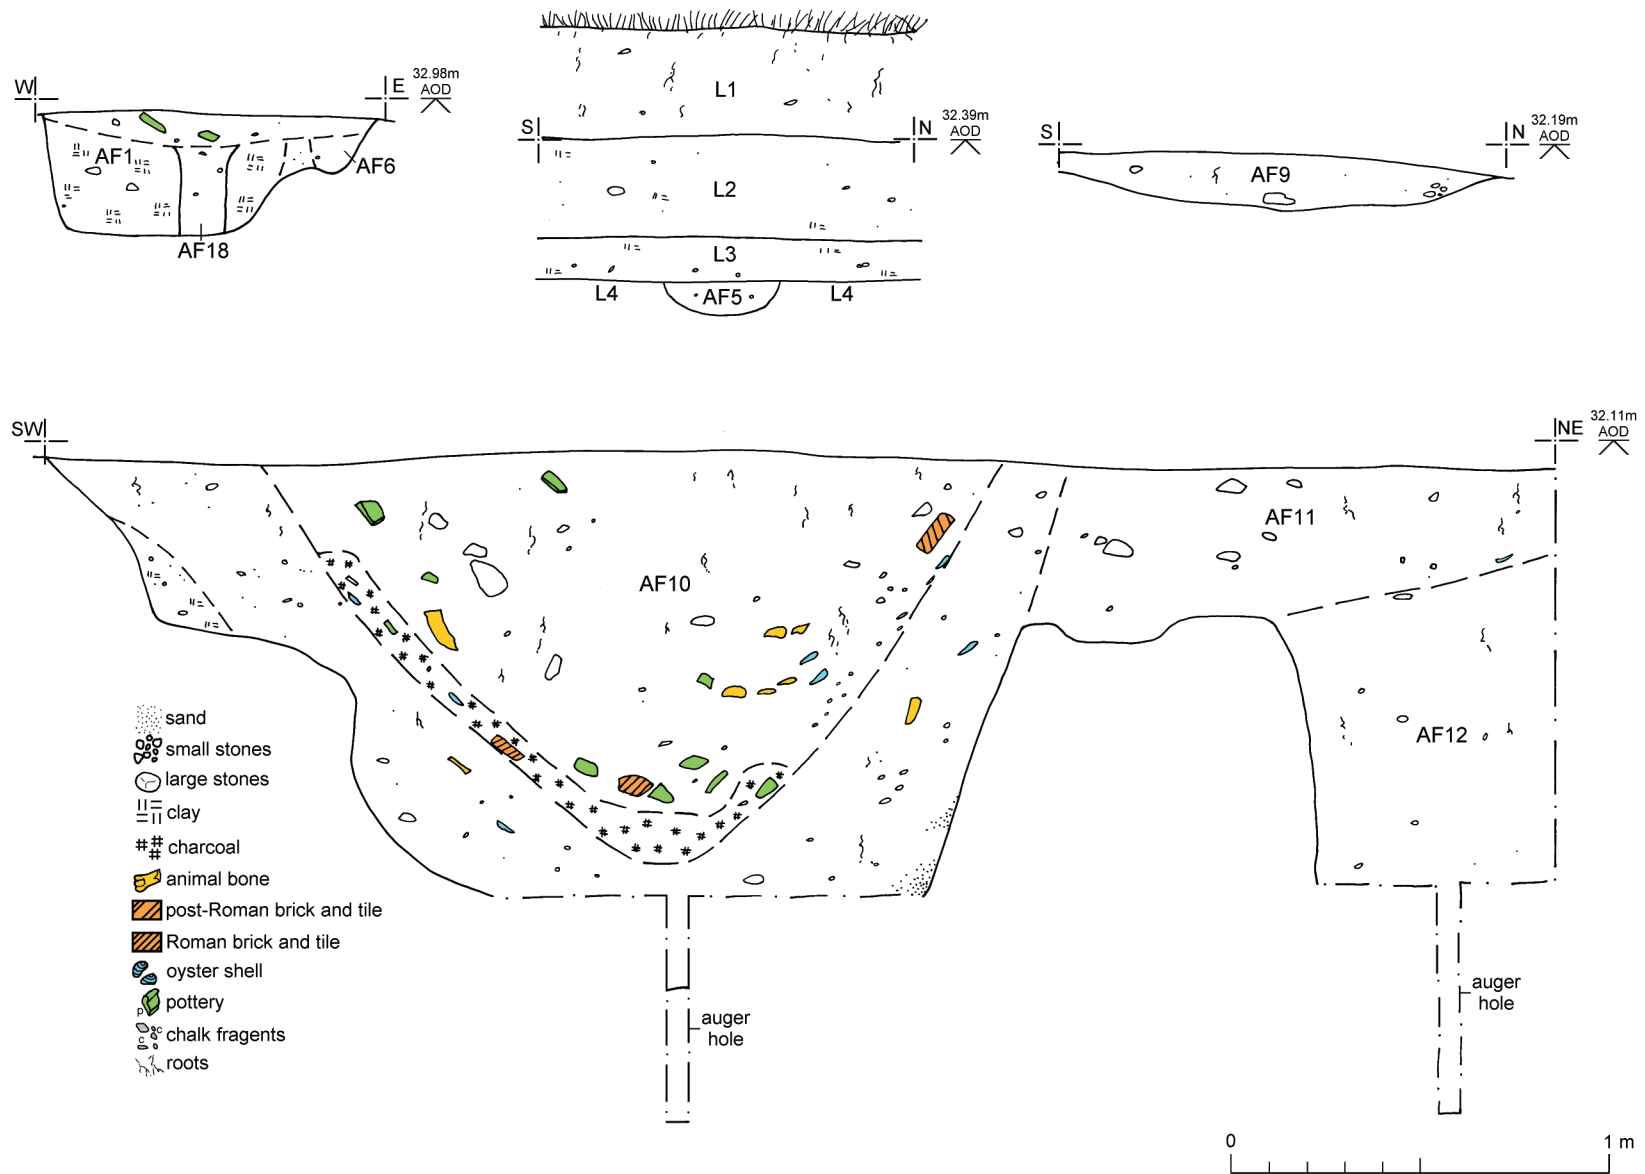 W
E
32.98m
AOD
AF1
AF6
AF18
L1
S
N
32.39m
AOD
L2
L3
L4
AF5
L4
S
N
32.19m
AOD
AF9
SW
NE
32.11m
AOD
AF11
AF10
AF12
sand
small stones
large stones
clay
charcoal
animal bone
post-Roman brick and tile
Roman brick and tile
oyster shell
p
pottery
c
c
chalk fragents
roots
auger
hole
auger
hole
0
1 m